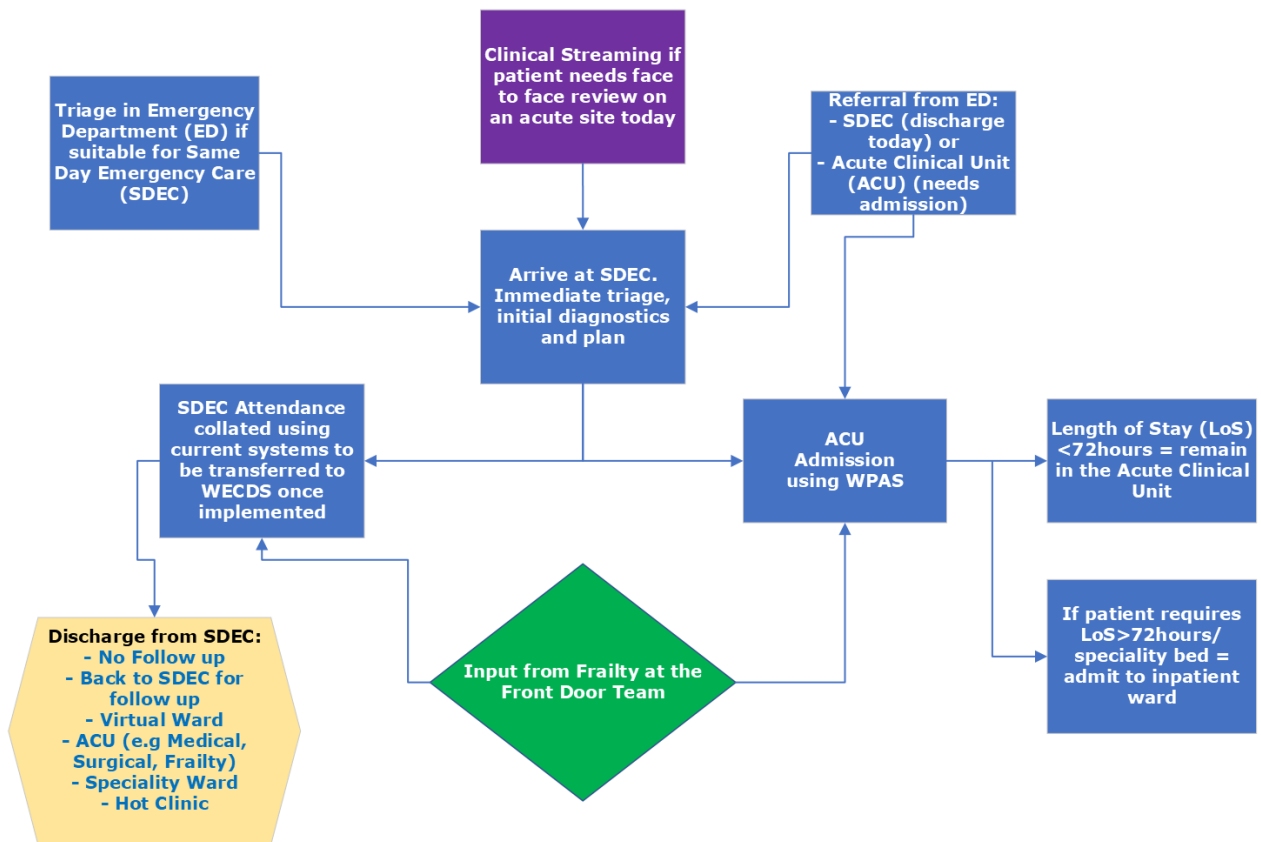 Clinical Streaming if
patient needs face
to face review on
an acute site today
Triage in Emergency
Department (ED) if
suitable for Same
Day Emergency Care
(SDEC)
Referral from ED:
- SDEC (discharge
today) or
- Acute Clinical Unit
(ACU) (needs
admission)
Arrive at SDEC.
Immediate triage,
initial diagnostics
and plan
SDEC Attendance
collated using
current systems to
be transferred to
WECDS once
implemented
ACU
Admission
using WPAS
Length of Stay (LoS)
<72hours = remain
in the Acute Clinical
Unit
If patient requires
LoS>72hours/
speciality bed =
admit to inpatient
ward
Input from Frailty at the
Front Door Team
Discharge from SDEC:
- No Follow up
- Back to SDEC for
follow up
- Virtual Ward
- ACU (e.g Medical,
Surgical, Frailty)
- Speciality Ward
- Hot Clinic